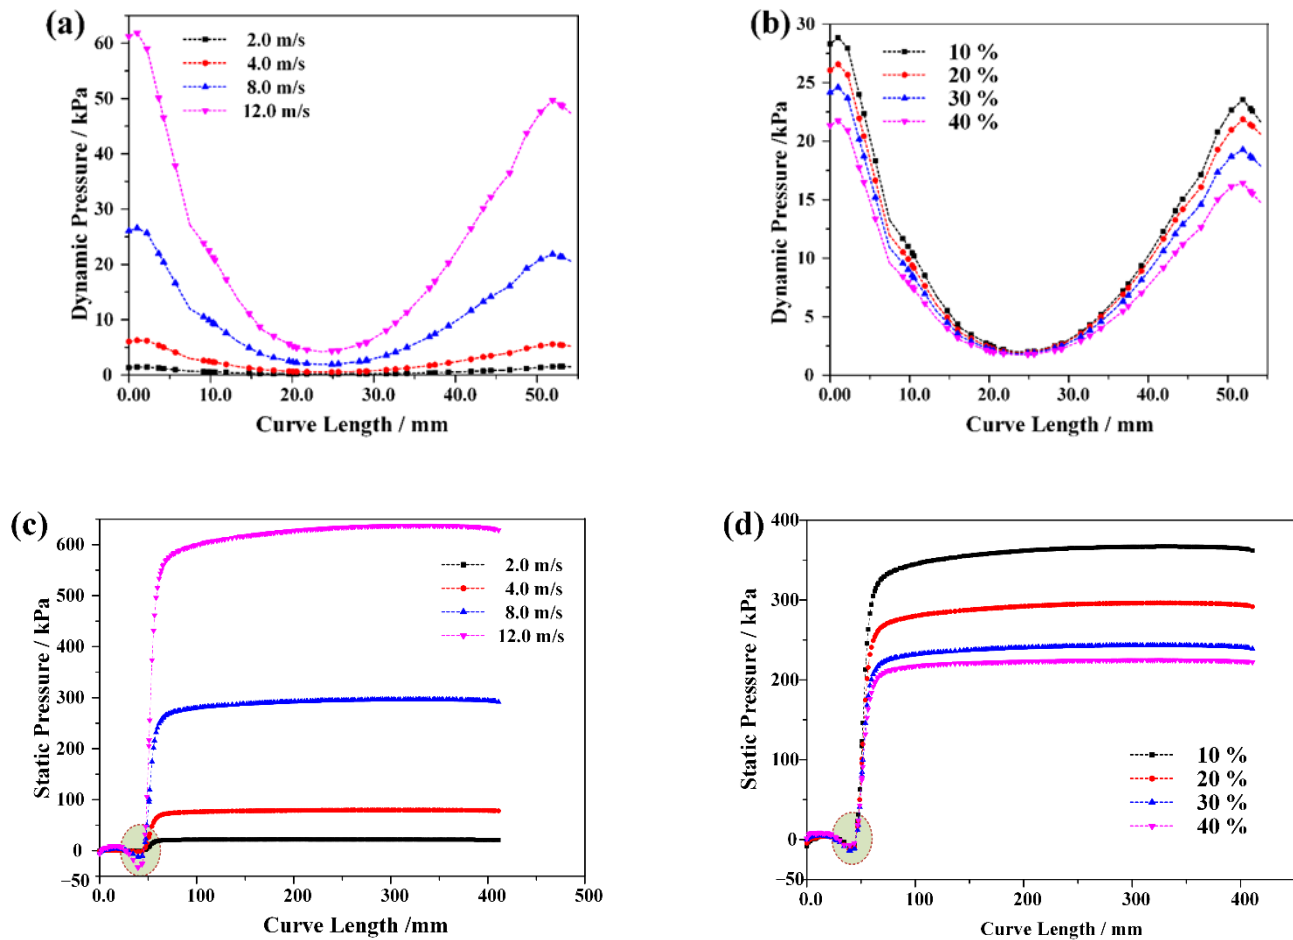 (a)
2.0 m/s
4.0 m/s
8.0 m/s
12.0 m/s
Dynamic Pressure / kPa
60
50
40
30
20
10
0
0.00
10.0
20.0
30.0
40.0
50.0
Curve Length / mm
(b)
10 %
20 %
30 %
40 %
Dynamic Pressure /kPa
30
25
20
15
10
5
0
0.00
10.0
20.0
30.0
40.0
50.0
Curve Length / mm
(c)
2.0 m/s
4.0 m/s
8.0 m/s
12.0 m/s
Static Pressure / kPa
600
500
400
300
200
100
0
−50
0.0
100
200
300
400
500
Curve Length /mm
(d)
10 %
20 %
30 %
40 %
Static Pressure / kPa
400
300
200
100
0
−50
0.0
100
200
300
400
Curve Length / mm